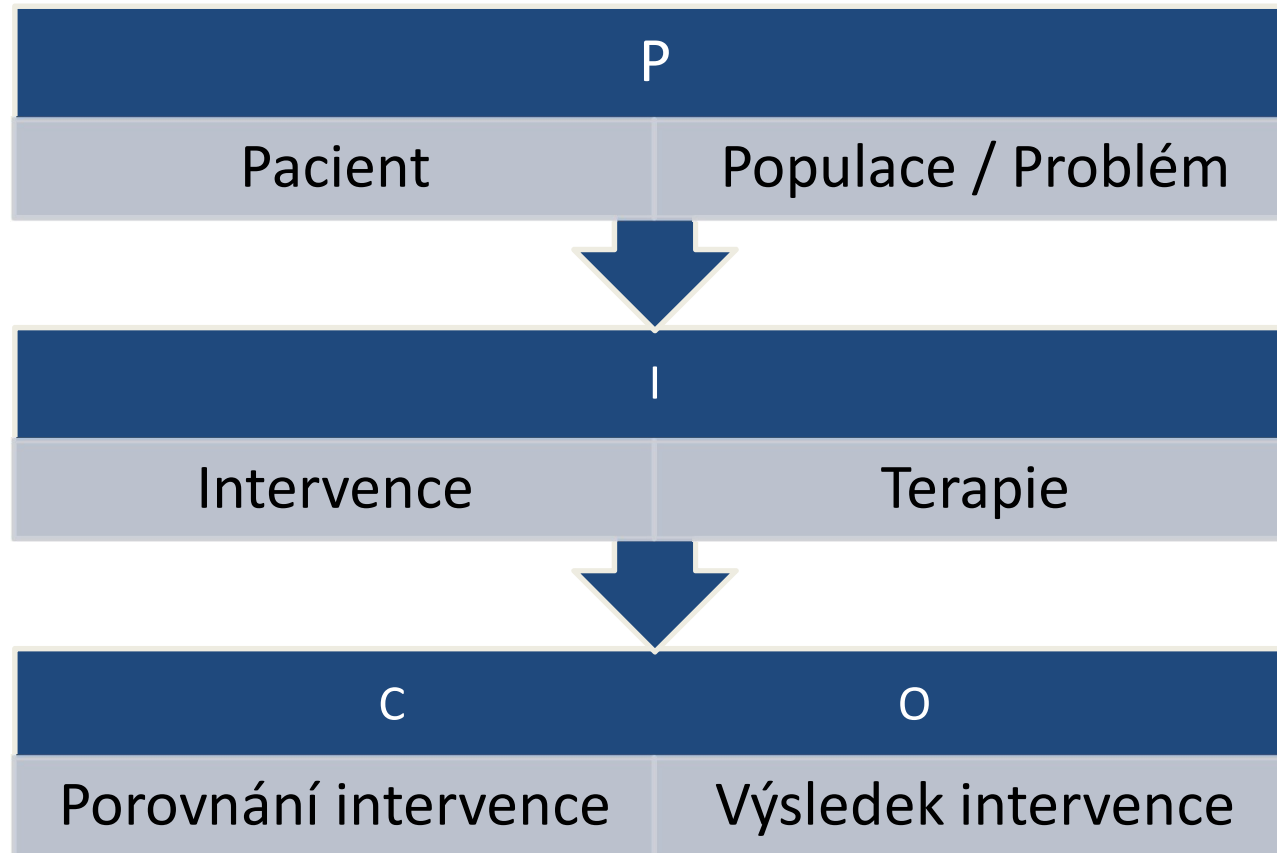 P
Pacient Populace / Problém
I
Intervence Terapie
C O
Porovnání intervence Výsledek intervence